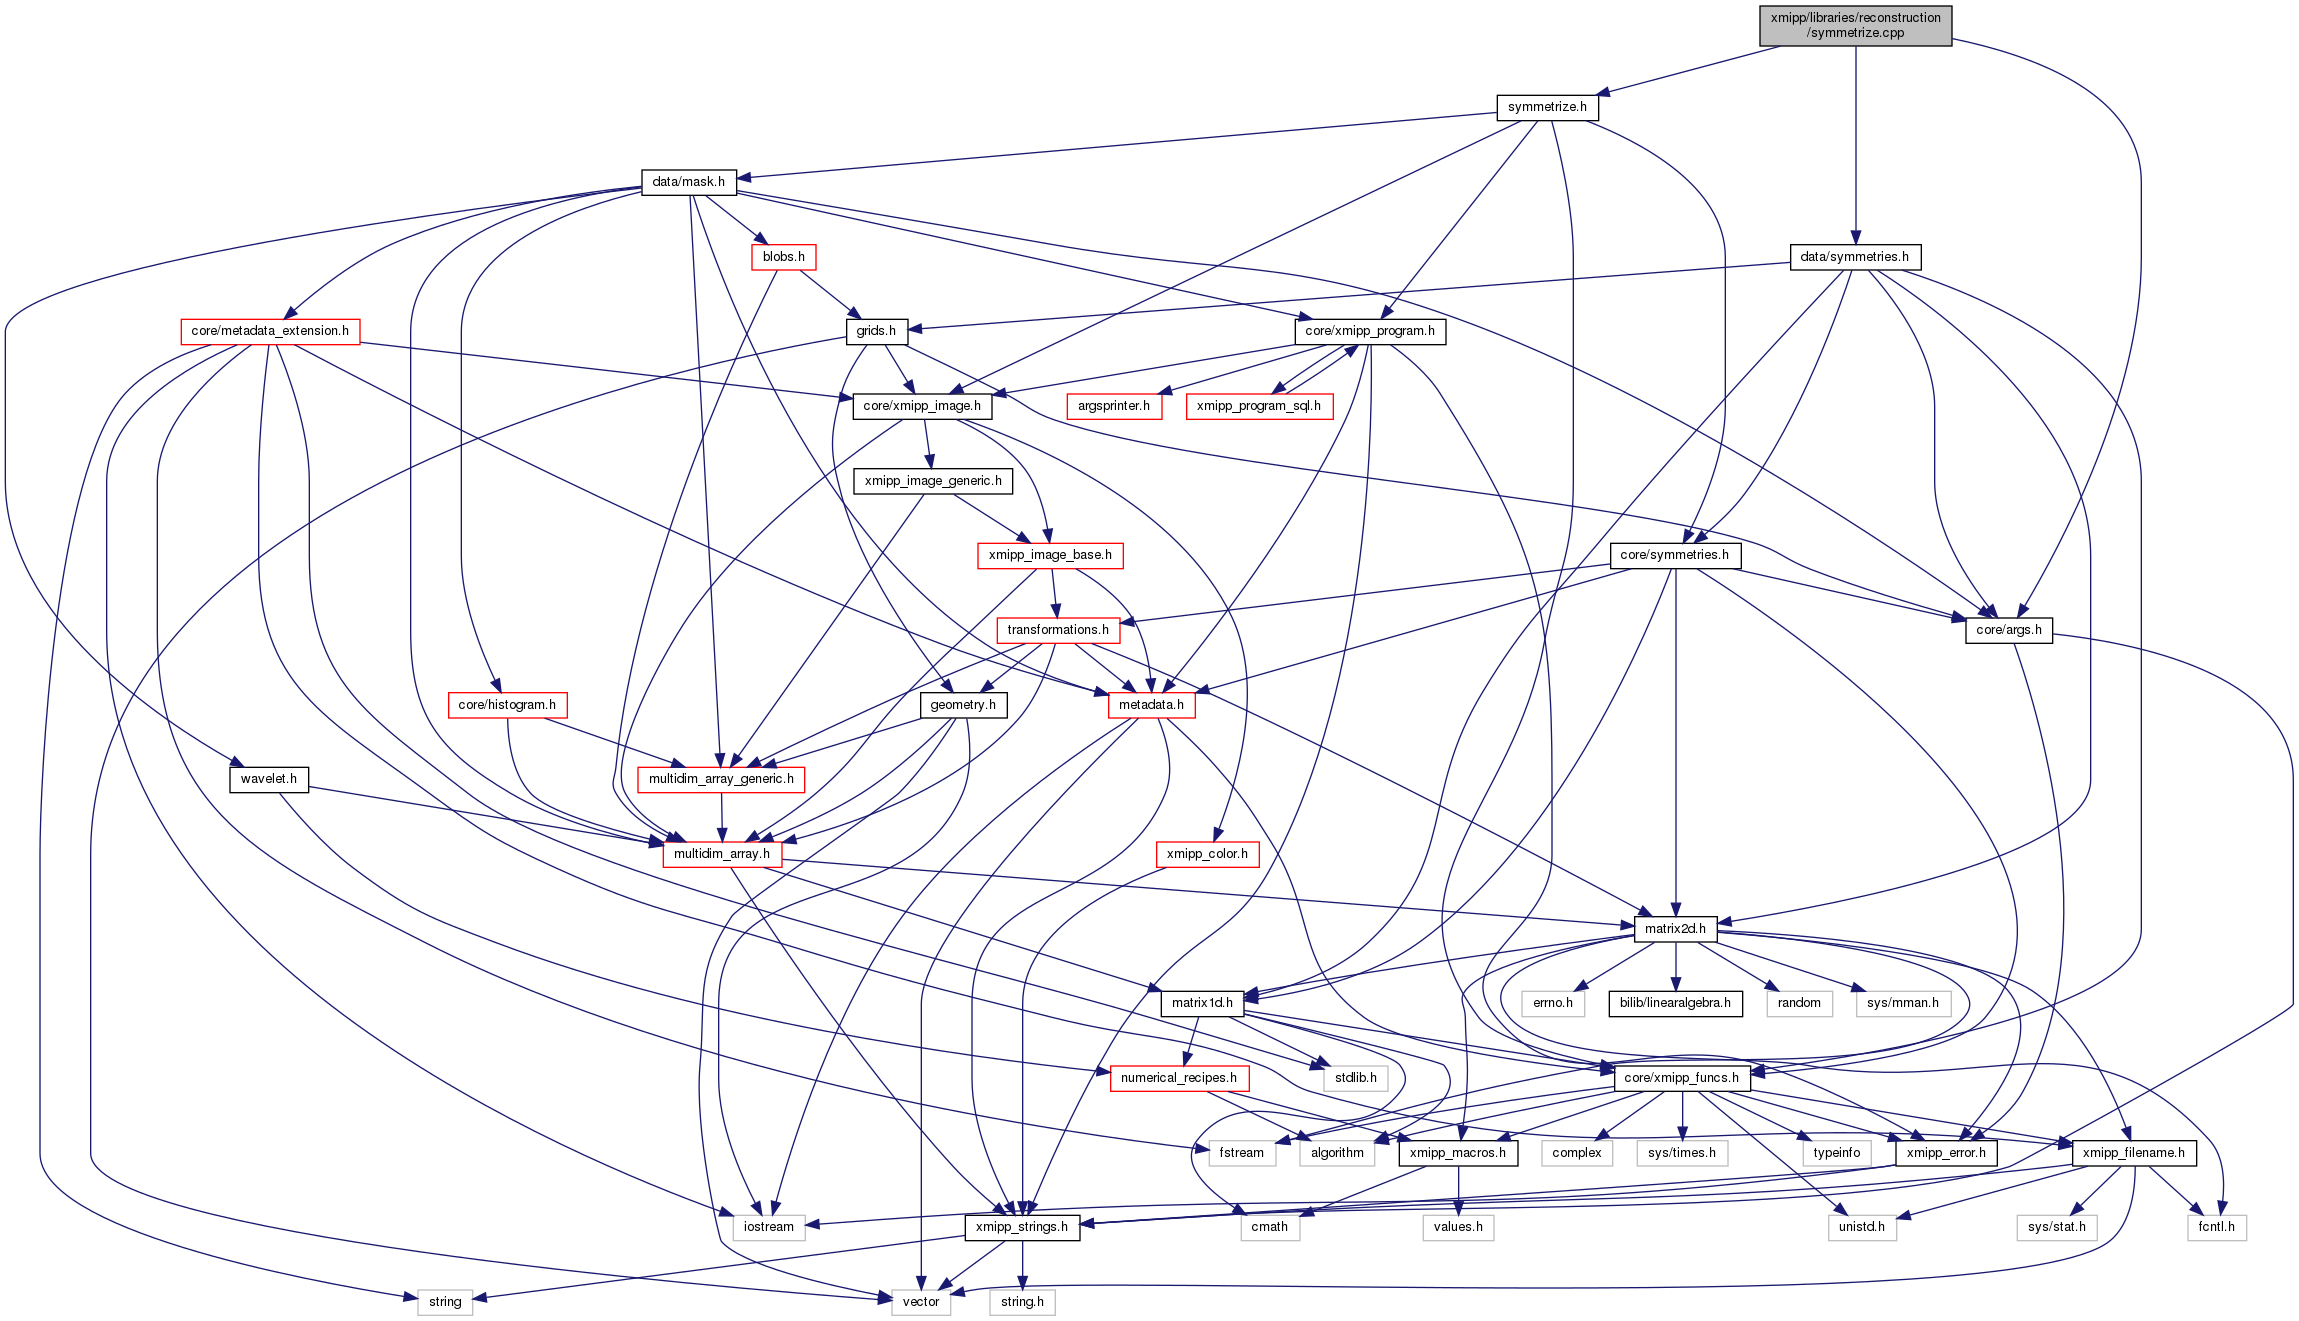 xmipp/libraries/reconstruction
/symmetrize.cpp
symmetrize.h
data/mask.h
blobs.h
data/symmetries.h
core/metadata_extension.h
grids.h
core/xmipp_program.h
core/xmipp_image.h
argsprinter.h
xmipp_program_sql.h
xmipp_image_generic.h
xmipp_image_base.h
core/symmetries.h
transformations.h
core/args.h
core/histogram.h
geometry.h
metadata.h
wavelet.h
multidim_array_generic.h
multidim_array.h
xmipp_color.h
matrix2d.h
matrix1d.h
errno.h
bilib/linearalgebra.h
random
sys/mman.h
numerical_recipes.h
stdlib.h
core/xmipp_funcs.h
fstream
algorithm
xmipp_macros.h
complex
sys/times.h
typeinfo
xmipp_error.h
xmipp_filename.h
iostream
xmipp_strings.h
cmath
values.h
unistd.h
sys/stat.h
fcntl.h
string
vector
string.h